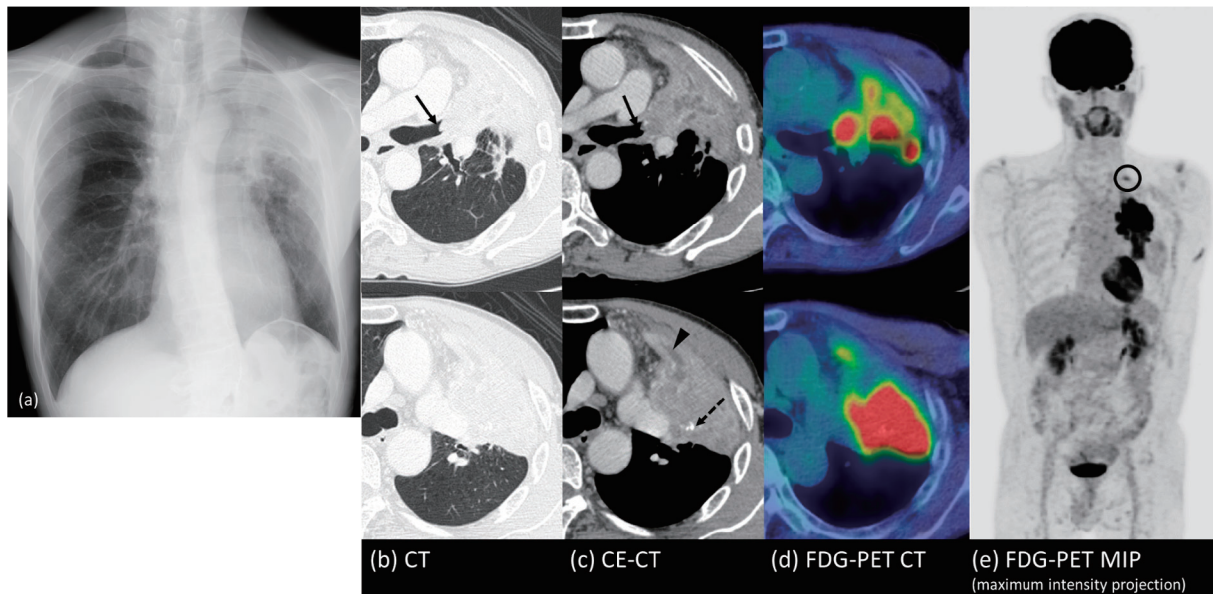 (a)
(b) CT
(c) CE-CT
(d) FDG-PET CT
(e) FDG-PET MIP
(maximum intensity projection)